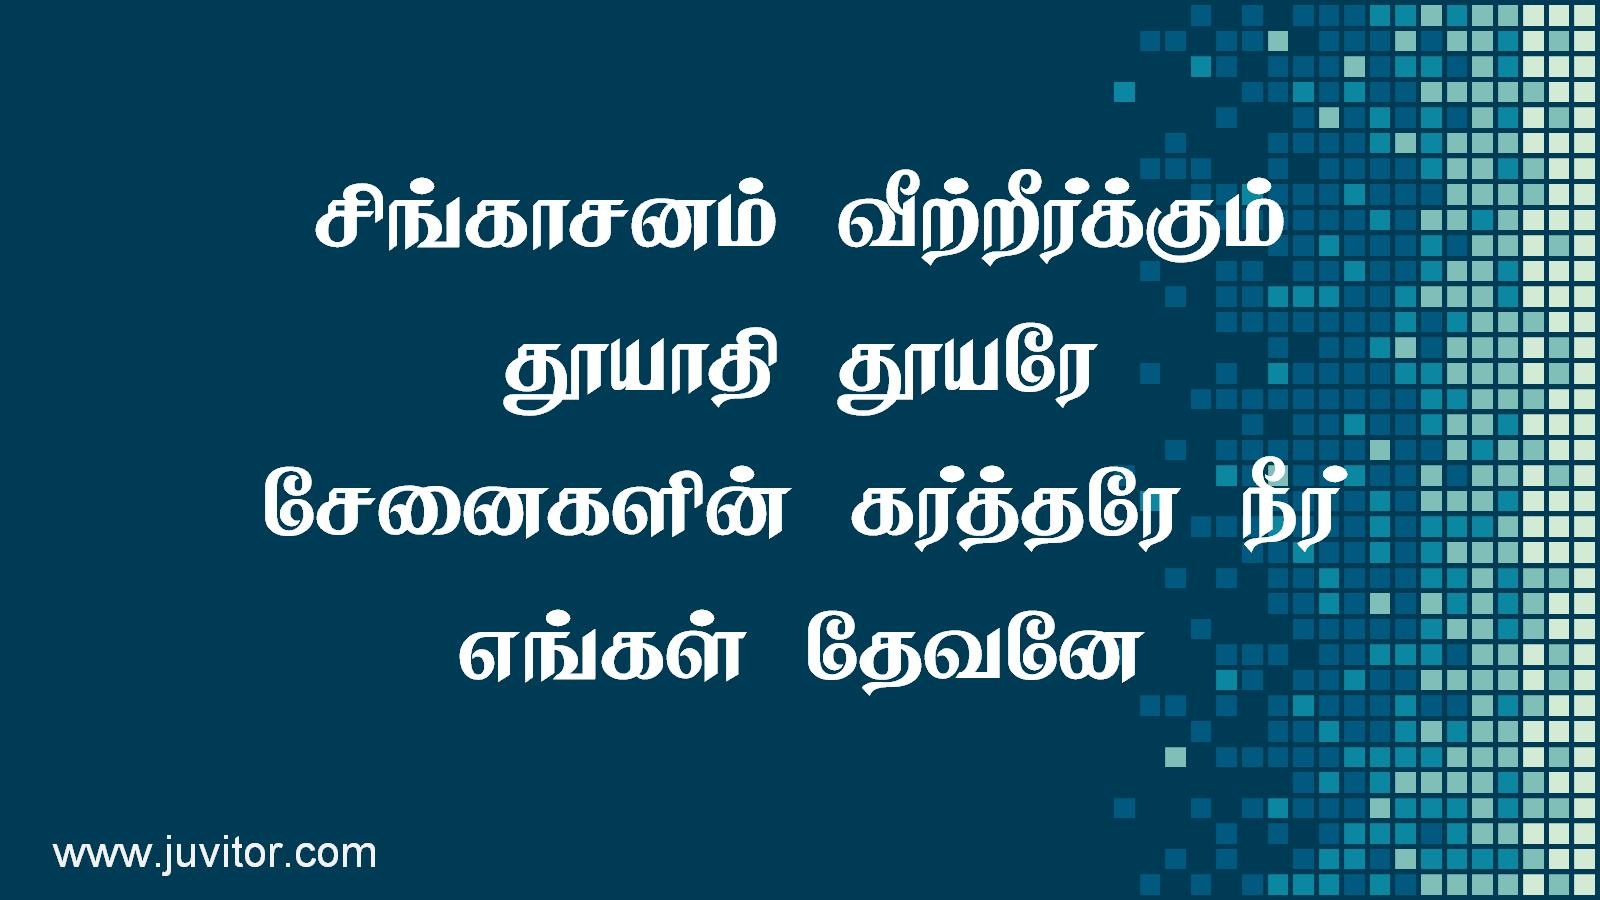 சிங்காசனம் வீற்றீர்க்கும்
தூயாதி தூயரே
சேனைகளின் கர்த்தரே நீர்
எங்கள் தேவனே
www.juvitor.com